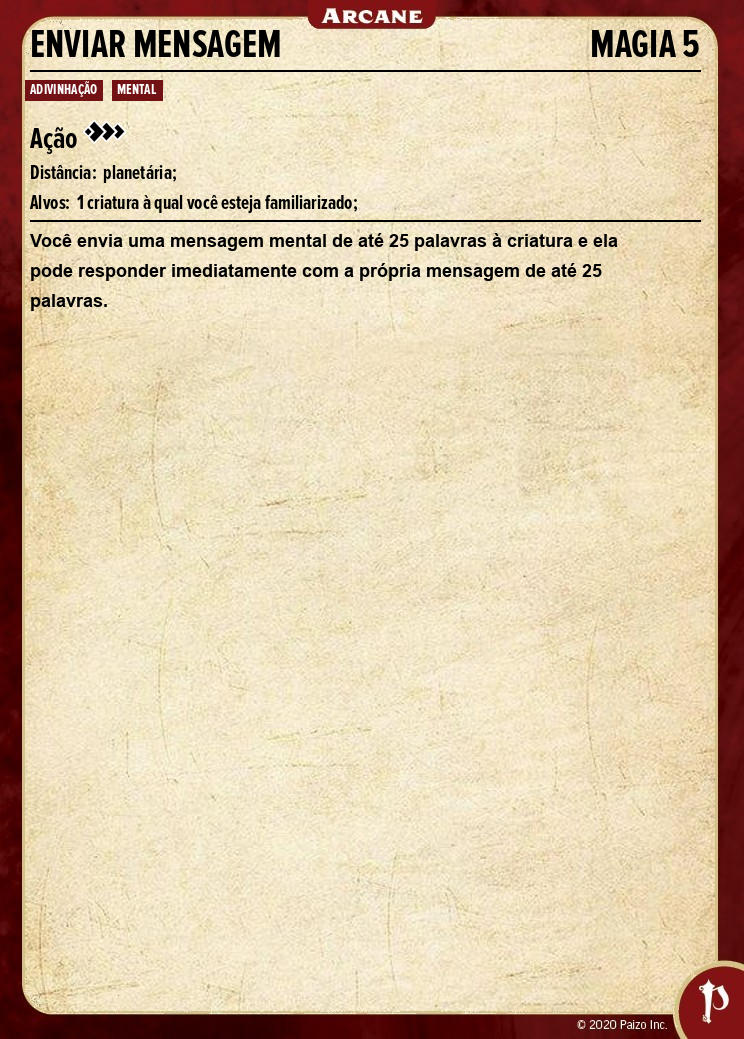 ARCANE
ENVIAR MENSAGEM MAGIA 5
ADIVINHAÇÃO MENTAL
Ação
Distância: planetária;
Alvos: 1 criatura à qual você esteja familiarizado;
Você envia uma mensagem mental de até 25 palavras à criatura e ela
pode responder imediatamente com a própria mensagem de até 25
palavras.
© 2020 Paizo Inc.